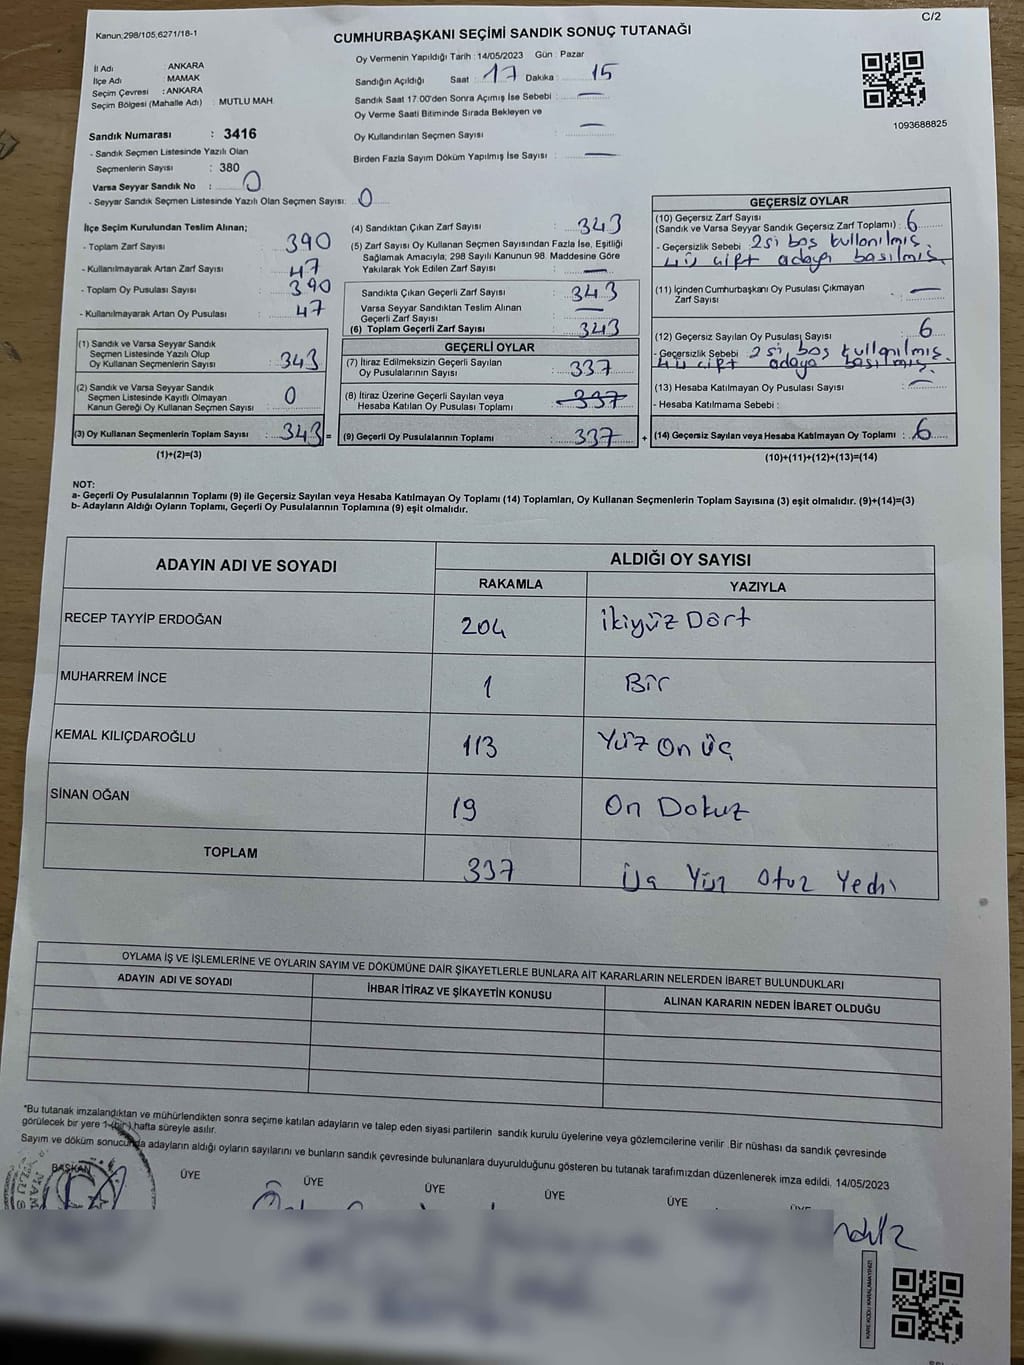 C/2
Kanun;298/105,6271/18-1
CUMHURBAŞKANI SEÇİMİ SANDIK SONUÇ TUTANAĞI
İl Adı : ANKARA
İlçe Adı : MAMAK
Seçim Çevresi : ANKARA
Seçim Bölgesi (Mahalle Adı) : MUTLU MAH.
Sandık Numarası : 3416
- Sandık Seçmen Listesinde Yazılı Olan
Seçmenlerin Sayısı : 380
Varsa Seyyar Sandık No : 0
- Seyyar Sandık Seçmen Listesinde Yazılı Olan Seçmen Sayısı: 0
Oy Vermenin Yapıldığı Tarih : 14/05/2023 Gün : Pazar
Sandığın Açıldığı Saat : 17 Dakika : 15
Sandık Saat 17:00'den Sonra Açımış İse Sebebi : —
Oy Verme Saati Bitiminde Sırada Bekleyen ve
Oy Kullandırılan Seçmen Sayısı : —
Birden Fazla Sayım Döküm Yapılmış İse Sayısı : —
1093688825
İlçe Seçim Kurulundan Teslim Alınan;
- Toplam Zarf Sayısı : 390
- Kullanılmayarak Artan Zarf Sayısı : 47
- Toplam Oy Pusulası Sayısı : 390
- Kullanılmayarak Artan Oy Pusulası : 47
(1) Sandık ve Varsa Seyyar Sandık
Seçmen Listesinde Yazılı Olup
Oy Kullanan Seçmenlerin Sayısı : 343
(2) Sandık ve Varsa Seyyar Sandık
Seçmen Listesinde Kayıtlı Olmayan
Kanun Gereği Oy Kullanan Seçmen Sayısı : 0
(3) Oy Kullanan Seçmenlerin Toplam Sayısı : 343 =
(1)+(2)=(3)
(4) Sandıktan Çıkan Zarf Sayısı : 343
(5) Zarf Sayısı Oy Kullanan Seçmen Sayısından Fazla İse, Eşitliği
Sağlamak Amacıyla; 298 Sayılı Kanunun 98. Maddesine Göre
Yakılarak Yok Edilen Zarf Sayısı : —
Sandıkta Çıkan Geçerli Zarf Sayısı : 343
Varsa Seyyar Sandıktan Teslim Alınan
Geçerli Zarf Sayısı : —
(6) Toplam Geçerli Zarf Sayısı : 343
GEÇERLİ OYLAR
(7) İtiraz Edilmeksizin Geçerli Sayılan
Oy Pusulalarının Sayısı : 337
(8) İtiraz Üzerine Geçerli Sayılan veya
Hesaba Katılan Oy Pusulası Toplamı : 337
(9) Geçerli Oy Pusulalarının Toplamı : 337 +
GEÇERSİZ OYLAR
(10) Geçersiz Zarf Sayısı
(Sandık ve Varsa Seyyar Sandık Geçersiz Zarf Toplamı) : 6
- Geçersizlik Sebebi : 2 si boş kullanılmış.
4 ü çift adaya basılmış.
(11) İçinden Cumhurbaşkanı Oy Pusulası Çıkmayan
Zarf Sayısı : —
(12) Geçersiz Sayılan Oy Pusulası Sayısı : 6
- Geçersizlik Sebebi 2 si boş kullanılmış.
4 ü çift adaya basılmış.
(13) Hesaba Katılmayan Oy Pusulası Sayısı : —
- Hesaba Katılmama Sebebi :
(14) Geçersiz Sayılan veya Hesaba Katılmayan Oy Toplamı : 6
(10)+(11)+(12)+(13)=(14)
NOT:
a- Geçerli Oy Pusulalarının Toplamı (9) ile Geçersiz Sayılan veya Hesaba Katılmayan Oy Toplamı (14) Toplamları, Oy Kullanan Seçmenlerin Toplam Sayısına (3) eşit olmalıdır. (9)+(14)=(3)
b- Adayların Aldığı Oyların Toplamı, Geçerli Oy Pusulalarının Toplamına (9) eşit olmalıdır.
ADAYIN ADI VE SOYADI
ALDIĞI OY SAYISI
RAKAMLA YAZIYLA
RECEP TAYYİP ERDOĞAN 204 ikiyüz Dört
MUHARREM İNCE 1 Bir
KEMAL KILIÇDAROĞLU 113 Yüz On üç
SİNAN OĞAN 19 On Dokuz
TOPLAM 337 Üç Yüz Otuz Yedi
OYLAMA İŞ VE İŞLEMLERİNE VE OYLARIN SAYIM VE DÖKÜMÜNE DAİR ŞİKAYETLERLE BUNLARA AİT KARARLARIN NELERDEN İBARET BULUNDUKLARI
ADAYIN ADI VE SOYADI İHBAR İTİRAZ VE ŞİKAYETİN KONUSU ALINAN KARARIN NEDEN İBARET OLDUĞU
*Bu tutanak imzalandıktan ve mühürlendikten sonra seçime katılan adayların ve talep eden siyasi partilerin sandık kurulu üyelerine veya gözlemcilerine verilir. Bir nüshası da sandık çevresinde
görülecek bir yere 1 (bir) hafta süreyle asılır.
Sayım ve döküm sonucunda adayların aldığı oyların sayılarını ve bunların sandık çevresinde bulunanlara duyurulduğunu gösteren bu tutanak tarafımızdan düzenlenerek imza edildi. 14/05/2023
BAŞKAN ÜYE ÜYE ÜYE ÜYE ÜYE ÜYE
KARE KODU KARALAMAYINIZ!